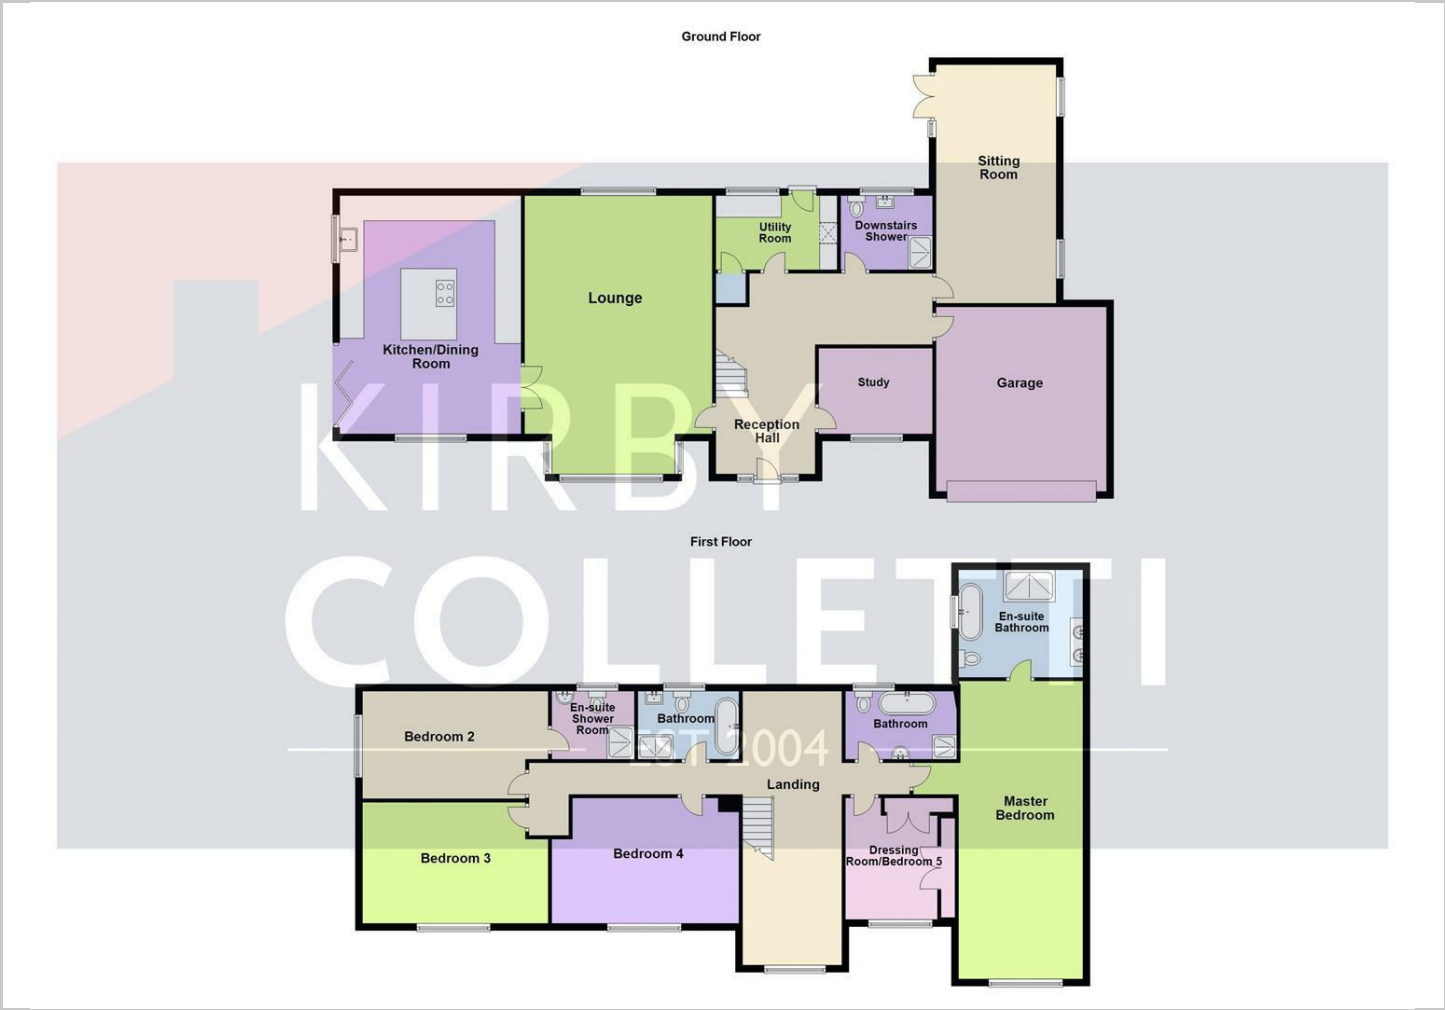 Ground Floor
Sitting
Room
Utility
Room
Downstairs
Shower
Lounge
Kitchen/Dining
Room
Study
Garage
Reception
Hall
KIRBY
First Floor
COLLETTI
En-suite
Bathroom
En-suite
Shower
Room
Bathroom
Bathroom
Bedroom 2
EST 2004
Landing
Master
Bedroom
Bedroom 3
Bedroom 4
Dressing
Room/Bedroom 5